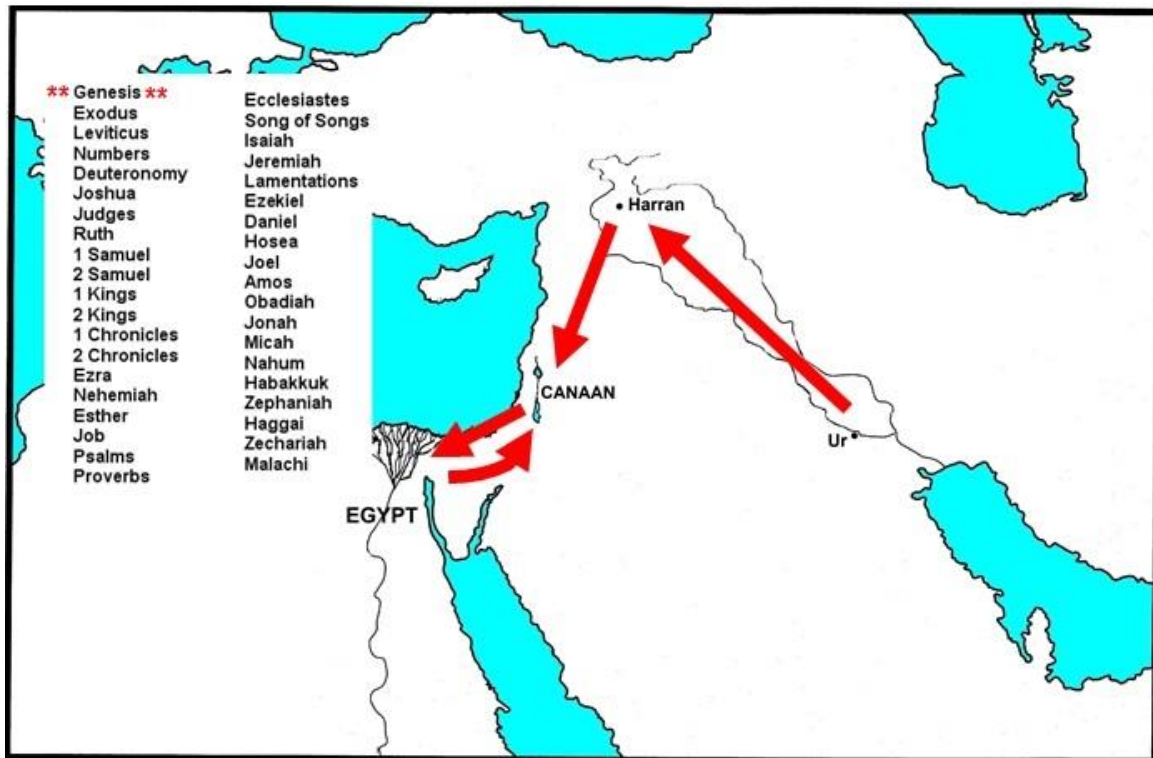 ** Genesis **
Exodus
Leviticus
Numbers
Deuteronomy
Joshua
Judges
Ruth
1 Samuel
2 Samuel
1 Kings
2 Kings
1 Chronicles
2 Chronicles
Ezra
Nehemiah
Esther
Job
Psalms
Proverbs
Ecclesiastes
Song of Songs
Isaiah
Jeremiah
Lamentations
Ezekiel
Daniel
Hosea
Joel
Amos
Obadiah
Jonah
Micah
Nahum
Habakkuk
Zephaniah
Haggai
Zechariah
Malachi
Harran
CANAAN
Ur
EGYPT